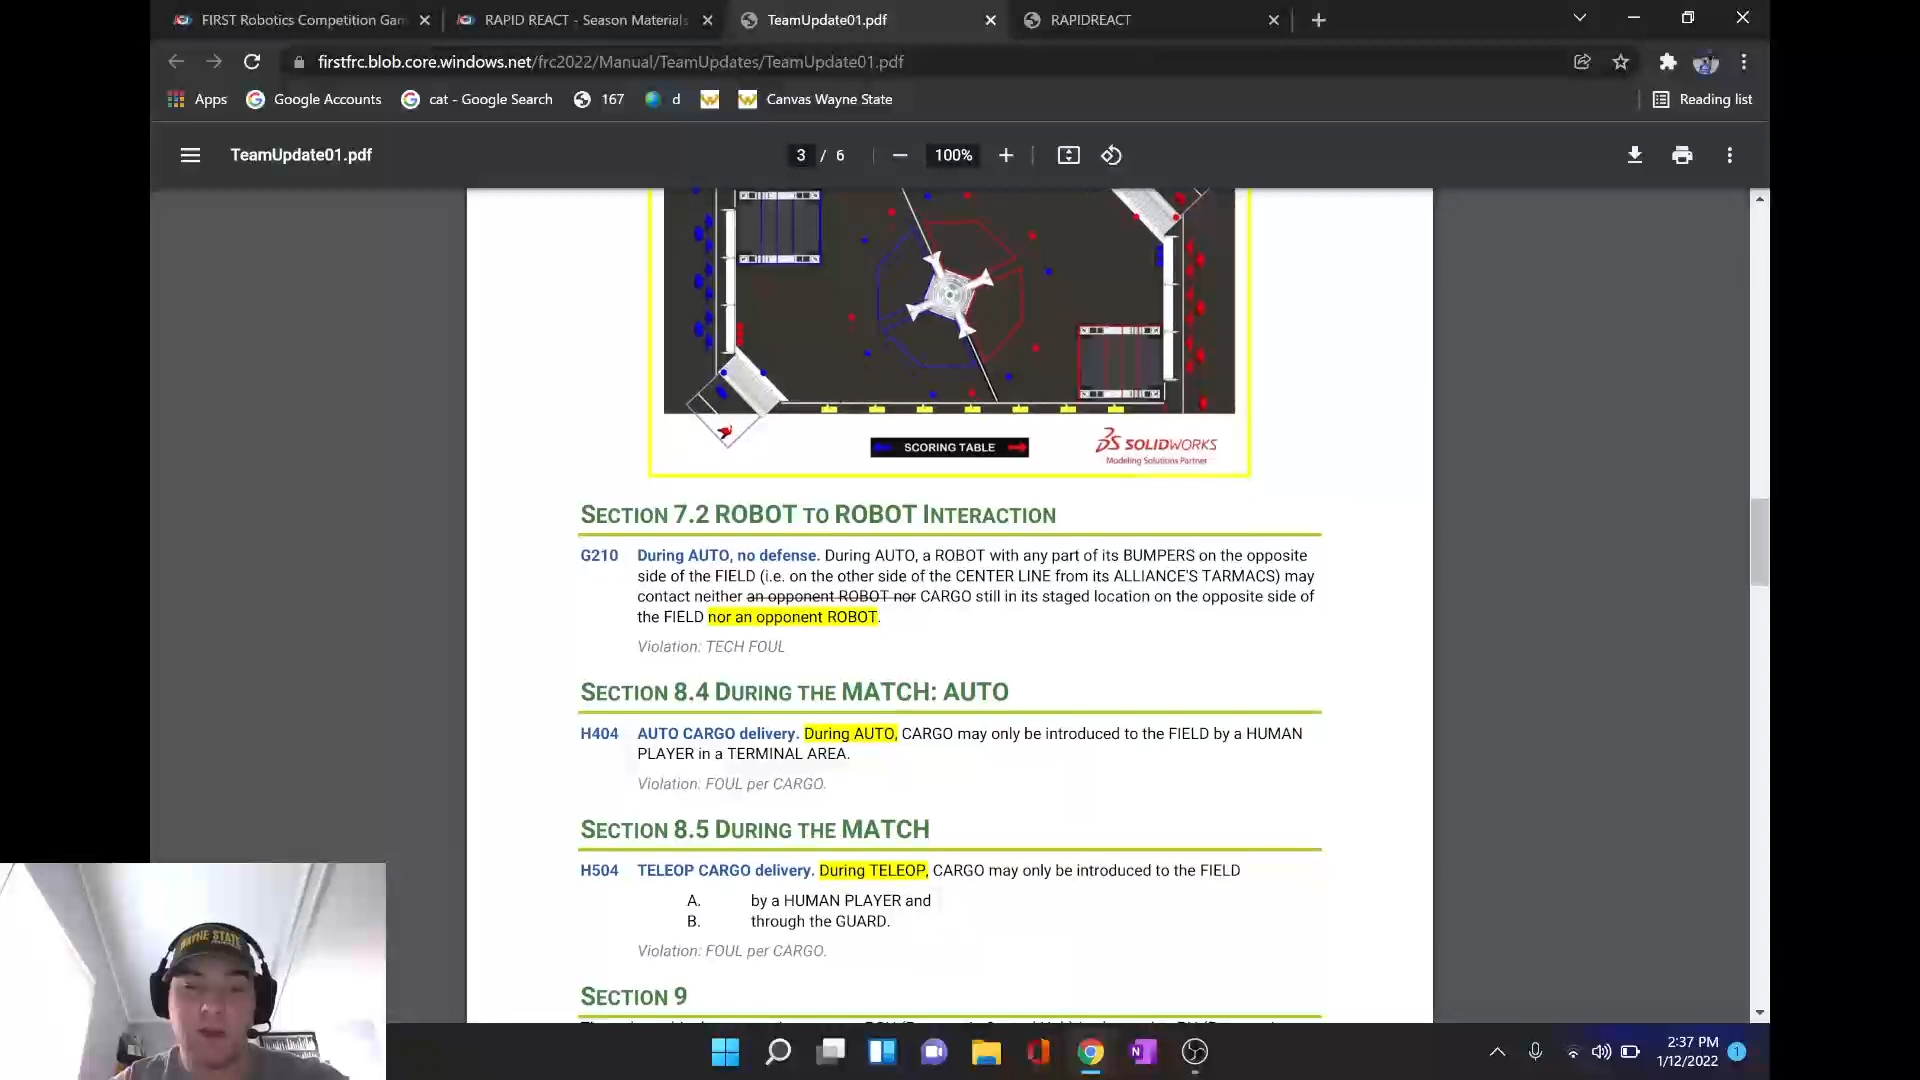 FIRST Robotics Competition Gam
RAPID REACT - Season Materials
TeamUpdate01.pdf
RAPIDREACT
firstfrc.blob.core.windows.net/frc2022/Manual/TeamUpdates/TeamUpdate01.pdf
Apps
Google Accounts
cat - Google Search
167
d
Canvas Wayne State
Reading list
TeamUpdate01.pdf
3 / 6
100%
SCORING TABLE
SOLIDWORKS
Modeling Solutions Partner
SECTION 7.2 ROBOT TO ROBOT INTERACTION
G210 During AUTO, no defense. During AUTO, a ROBOT with any part of its BUMPERS on the opposite
side of the FIELD (i.e. on the other side of the CENTER LINE from its ALLIANCE'S TARMACS) may
contact neither an opponent ROBOT nor CARGO still in its staged location on the opposite side of
the FIELD nor an opponent ROBOT.
Violation: TECH FOUL
SECTION 8.4 DURING THE MATCH: AUTO
H404 AUTO CARGO delivery. During AUTO, CARGO may only be introduced to the FIELD by a HUMAN
PLAYER in a TERMINAL AREA.
Violation: FOUL per CARGO.
SECTION 8.5 DURING THE MATCH
H504 TELEOP CARGO delivery. During TELEOP, CARGO may only be introduced to the FIELD
A. by a HUMAN PLAYER and
B. through the GUARD.
Violation: FOUL per CARGO.
SECTION 9
WAYNE STATE
2:37 PM
1/12/2022
1